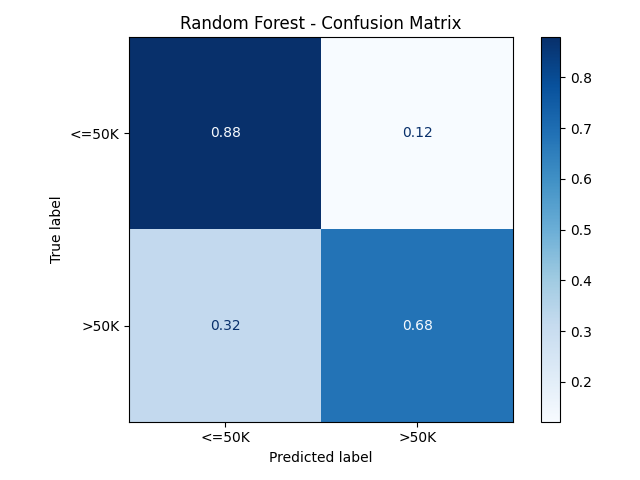 Random Forest - Confusion Matrix
True label
<=50K
0.88
0.12
>50K
0.32
0.68
<=50K
>50K
Predicted label
0.8
0.7
0.6
0.5
0.4
0.3
0.2